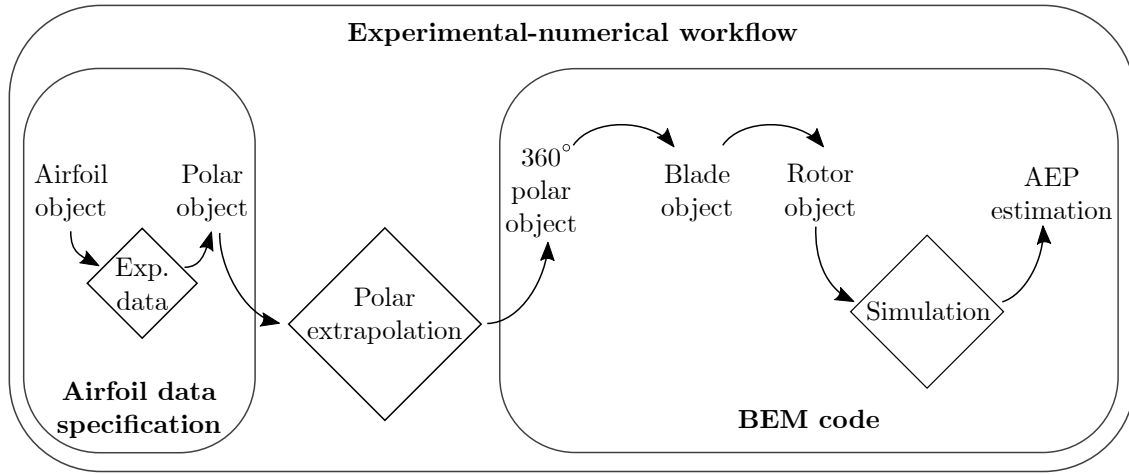 Experimental-numerical workflow
Airfoil
object
Exp.
data
Polar
object
Airfoil data
specification
Polar
extrapolation
360°
polar
object
Blade
object
Rotor
object
Simulation
AEP
estimation
BEM code